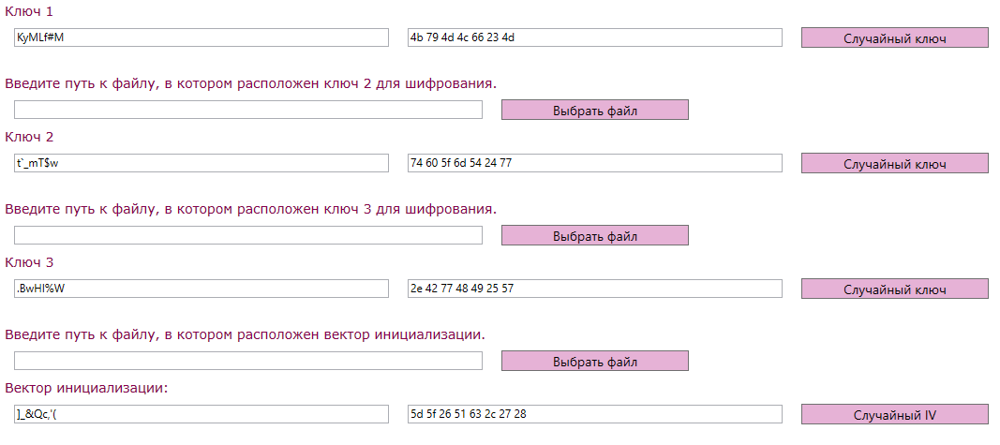 Ключ 1
KyMLf#M 4b 79 4d 4c 66 23 4d Случайный ключ
Введите путь к файлу, в котором расположен ключ 2 для шифрования.
Выбрать файл
Ключ 2
t`_mT$w 74 60 5f 6d 54 24 77 Случайный ключ
Введите путь к файлу, в котором расположен ключ 3 для шифрования.
Выбрать файл
Ключ 3
.BwHI%W 2e 42 77 48 49 25 57 Случайный ключ
Введите путь к файлу, в котором расположен вектор инициализации.
Выбрать файл
Вектор инициализации:
]_&Qc,'( 5d 5f 26 51 63 2c 27 28 Случайный IV